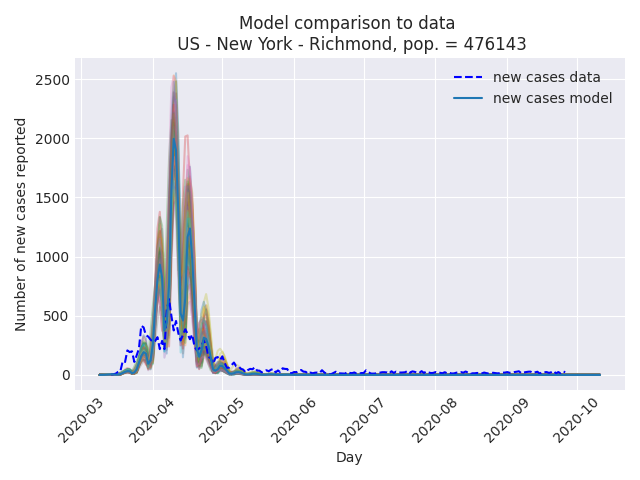 Model comparison to data
US - New York - Richmond, pop. = 476143
new cases data
new cases model
Number of new cases reported
2500
2000
1500
1000
500
0
2020-03
2020-04
2020-05
2020-06
2020-07
2020-08
2020-09
2020-10
Day